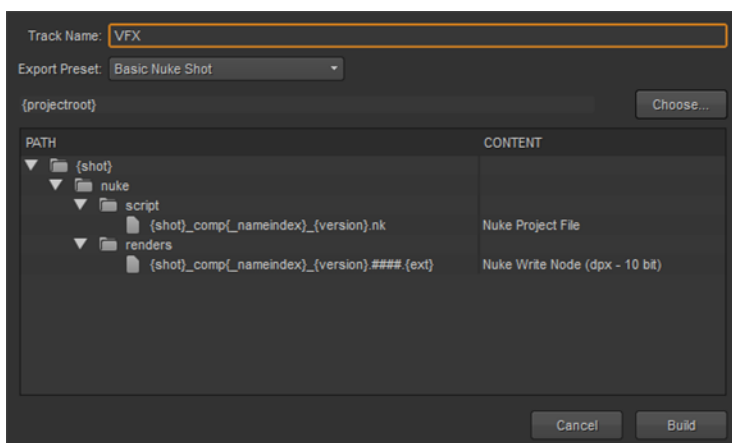 Track Name: VFX
Export Preset: Basic Nuke Shot
{projectroot} Choose...
PATH CONTENT
{shot}
nuke
script
{shot}_comp{_nameindex}_{version}.nk Nuke Project File
renders
{shot}_comp{_nameindex}_{version}.####.{ext} Nuke Write Node (dpx - 10 bit)
Cancel Build